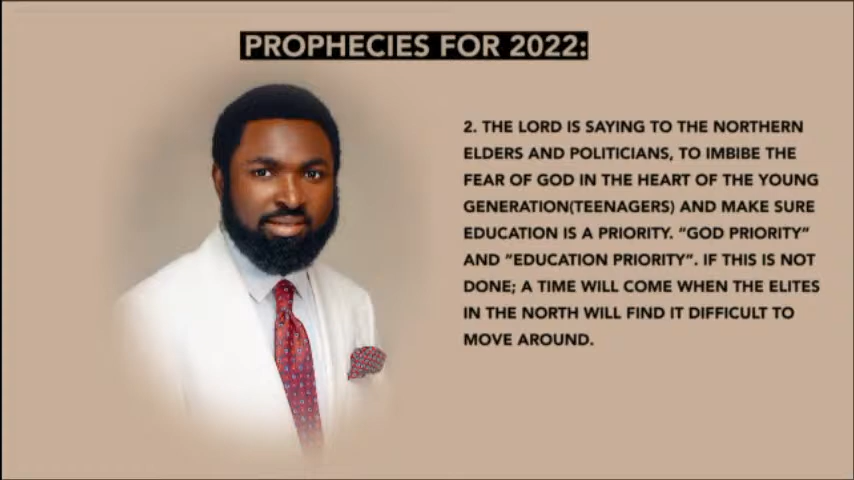 PROPHECIES FOR 2022:
2. THE LORD IS SAYING TO THE NORTHERN
ELDERS AND POLITICIANS, TO IMBIBE THE
FEAR OF GOD IN THE HEART OF THE YOUNG
GENERATION(TEENAGERS) AND MAKE SURE
EDUCATION IS A PRIORITY. “GOD PRIORITY”
AND “EDUCATION PRIORITY”. IF THIS IS NOT
DONE; A TIME WILL COME WHEN THE ELITES
IN THE NORTH WILL FIND IT DIFFICULT TO
MOVE AROUND.